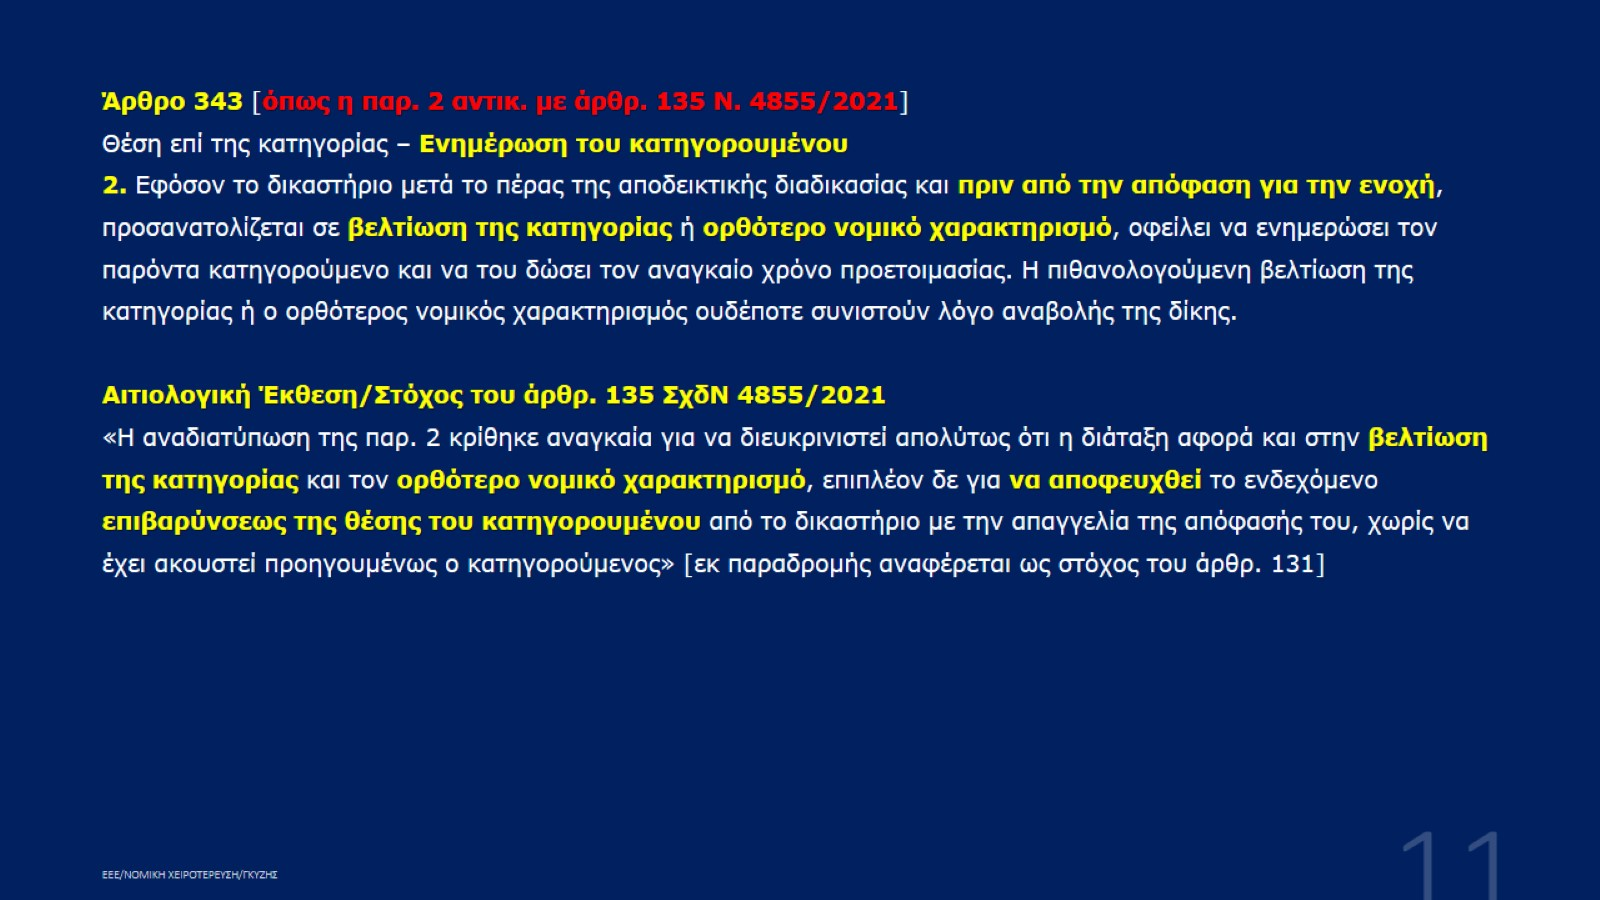 Άρθρο 343 [όπως η παρ. 2 αντικ. με άρθρ. 135 Ν. 4855/2021]
Θέση επί της κατηγορίας – Ενημέρωση του κατηγορουμένου
2. Εφόσον το δικαστήριο μετά το πέρας της αποδεικτικής διαδικασίας και πριν από την απόφαση για την ενοχή,
προσανατολίζεται σε βελτίωση της κατηγορίας ή ορθότερο νομικό χαρακτηρισμό, οφείλει να ενημερώσει τον
παρόντα κατηγορούμενο και να του δώσει τον αναγκαίο χρόνο προετοιμασίας. Η πιθανολογούμενη βελτίωση της
κατηγορίας ή ο ορθότερος νομικός χαρακτηρισμός ουδέποτε συνιστούν λόγο αναβολής της δίκης.
Αιτιολογική Έκθεση/Στόχος του άρθρ. 135 ΣχδΝ 4855/2021
«Η αναδιατύπωση της παρ. 2 κρίθηκε αναγκαία για να διευκρινιστεί απολύτως ότι η διάταξη αφορά και στην βελτίωση
της κατηγορίας και τον ορθότερο νομικό χαρακτηρισμό, επιπλέον δε για να αποφευχθεί το ενδεχόμενο
επιβαρύνσεως της θέσης του κατηγορουμένου από το δικαστήριο με την απαγγελία της απόφασής του, χωρίς να
έχει ακουστεί προηγουμένως ο κατηγορούμενος» [εκ παραδρομής αναφέρεται ως στόχος του άρθρ. 131]
ΕΕΕ/ΝΟΜΙΚΗ ΧΕΙΡΟΤΕΡΕΥΣΗ/ΓΚΥΖΗΣ
11